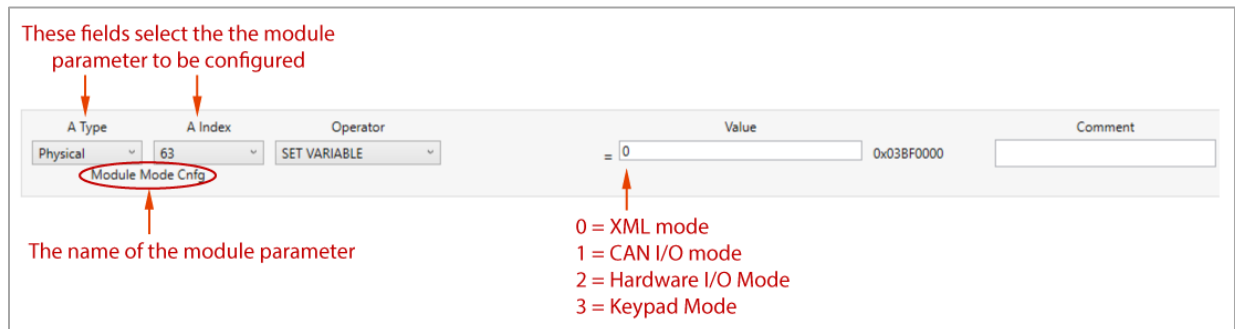 These fields select the the module
parameter to be configured
A Type A Index Operator Value Comment
Physical 63 SET VARIABLE = 0 0x03BF0000
Module Mode Cnfg
The name of the module parameter
0 = XML mode
1 = CAN I/O mode
2 = Hardware I/O Mode
3 = Keypad Mode